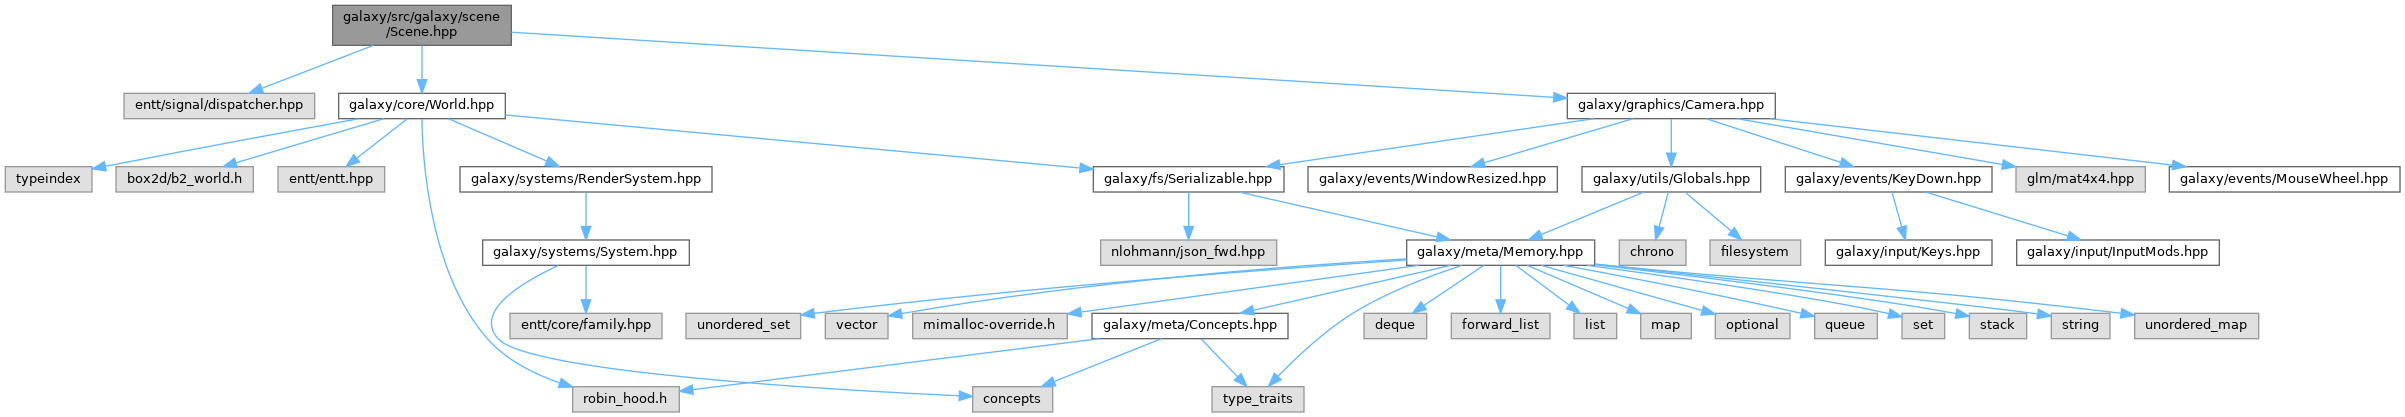 galaxy/src/galaxy/scene
/Scene.hpp
entt/signal/dispatcher.hpp
galaxy/core/World.hpp
galaxy/graphics/Camera.hpp
typeindex
box2d/b2_world.h
entt/entt.hpp
galaxy/systems/RenderSystem.hpp
galaxy/fs/Serializable.hpp
galaxy/events/WindowResized.hpp
galaxy/utils/Globals.hpp
galaxy/events/KeyDown.hpp
glm/mat4x4.hpp
galaxy/events/MouseWheel.hpp
galaxy/systems/System.hpp
nlohmann/json_fwd.hpp
galaxy/meta/Memory.hpp
chrono
filesystem
galaxy/input/Keys.hpp
galaxy/input/InputMods.hpp
entt/core/family.hpp
unordered_set
vector
mimalloc-override.h
galaxy/meta/Concepts.hpp
deque
forward_list
list
map
optional
queue
set
stack
string
unordered_map
robin_hood.h
concepts
type_traits